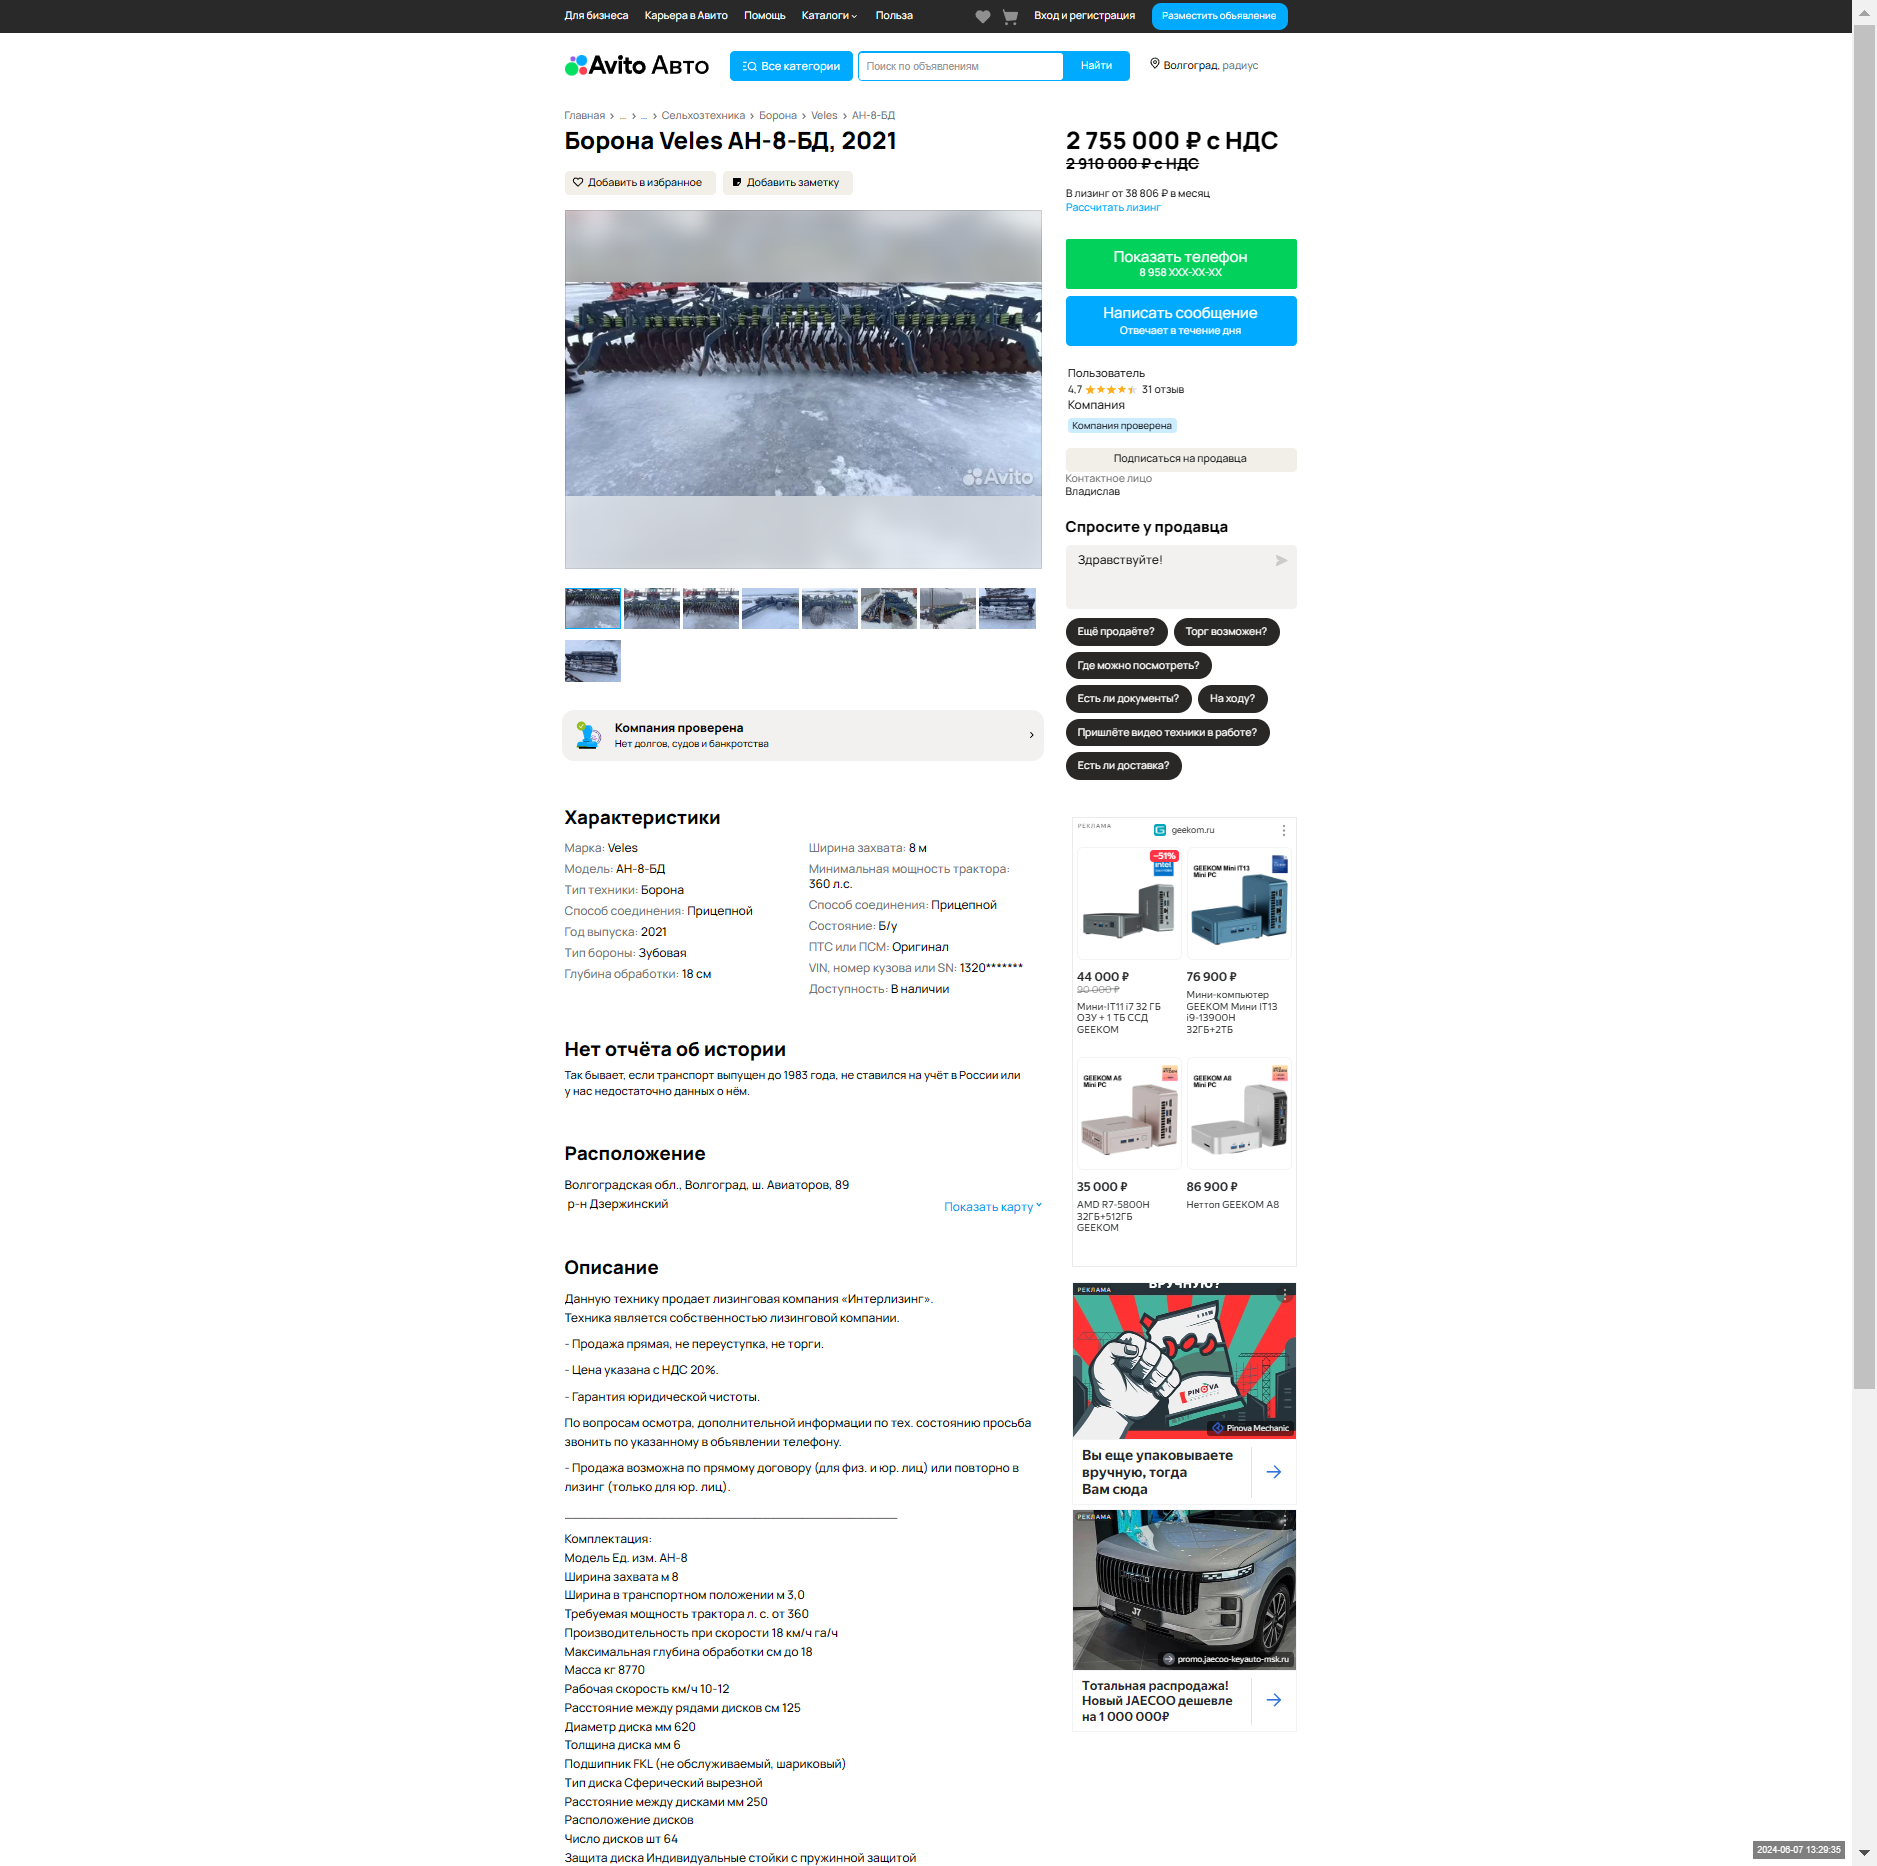 Для бизнеса Карьера в Авито Помощь Каталоги Польза Вход и регистрация Разместить объявление
Avito Авто Все категории Поиск по объявлениям Найти Волгоград, радиус
Главная › ... › ... › Сельхозтехника › Борона › Veles › АН-8-БД
Борона Veles АН-8-БД, 2021
Добавить в избранное Добавить заметку
Avito
Компания проверена
Нет долгов, судов и банкротства
Характеристики
Марка: Veles
Модель: АН-8-БД
Тип техники: Борона
Способ соединения: Прицепной
Год выпуска: 2021
Тип бороны: Зубовая
Глубина обработки: 18 см
Ширина захвата: 8 м
Минимальная мощность трактора:
360 л.с.
Способ соединения: Прицепной
Состояние: Б/у
ПТС или ПСМ: Оригинал
VIN, номер кузова или SN: 1320*******
Доступность: В наличии
Нет отчёта об истории
Так бывает, если транспорт выпущен до 1983 года, не ставился на учёт в России или
у нас недостаточно данных о нём.
Расположение
Волгоградская обл., Волгоград, ш. Авиаторов, 89
р-н Дзержинский
Показать карту
Описание
Данную технику продает лизинговая компания «Интерлизинг».
Техника является собственностью лизинговой компании.
- Продажа прямая, не переуступка, не торги.
- Цена указана с НДС 20%.
- Гарантия юридической чистоты.
По вопросам осмотра, дополнительной информации по тех. состоянию просьба
звонить по указанному в объявлении телефону.
- Продажа возможна по прямому договору (для физ. и юр. лиц) или повторно в
лизинг (только для юр. лиц).
Комплектация:
Модель Ед. изм. АН-8
Ширина захвата м 8
Ширина в транспортном положении м 3,0
Требуемая мощность трактора л. с. от 360
Производительность при скорости 18 км/ч га/ч
Максимальная глубина обработки см до 18
Масса кг 8770
Рабочая скорость км/ч 10-12
Расстояние между рядами дисков см 125
Диаметр диска мм 620
Толщина диска мм 6
Подшипник FKL (не обслуживаемый, шариковый)
Тип диска Сферический вырезной
Расстояние между дисками мм 250
Расположение дисков
Число дисков шт 64
Защита диска Индивидуальные стойки с пружинной защитой
2 755 000 ₽ с НДС
2 910 000 ₽ с НДС
В лизинг от 38 806 ₽ в месяц
Рассчитать лизинг
Показать телефон
8 958 XXX-XX-XX
Написать сообщение
Отвечает в течение дня
Пользователь
4,7 31 отзыв
Компания
Компания проверена
Подписаться на продавца
Контактное лицо
Владислав
Спросите у продавца
Здравствуйте!
Ещё продаёте? Торг возможен?
Где можно посмотреть?
Есть ли документы? На ходу?
Пришлёте видео техники в работе?
Есть ли доставка?
РЕКЛАМА
geekom.ru
-51%
intel
GEEKOM Mini IT13
Mini PC
44 000 ₽
90 000 ₽
Мини-IT11 i7 32 ГБ
ОЗУ + 1 ТБ ССД
GEEKOM
76 900 ₽
Мини-компьютер
GEEKOM Мини IT13
i9-13900H
32ГБ+2ТБ
GEEKOM A5
Mini PC
GEEKOM A8
Mini PC
35 000 ₽
AMD R7-5800H
32ГБ+512ГБ
GEEKOM
86 900 ₽
Неттоп GEEKOM A8
РЕКЛАМА
ВРУЧНУЮ?
PINOVA
Pinova Mechanic
Вы еще упаковываете
вручную, тогда
Вам сюда
РЕКЛАМА
J7
promo.jaecoo-keyauto-msk.ru
Тотальная распродажа!
Новый JAECOO дешевле
на 1 000 000₽
2024-06-07 13:29:35